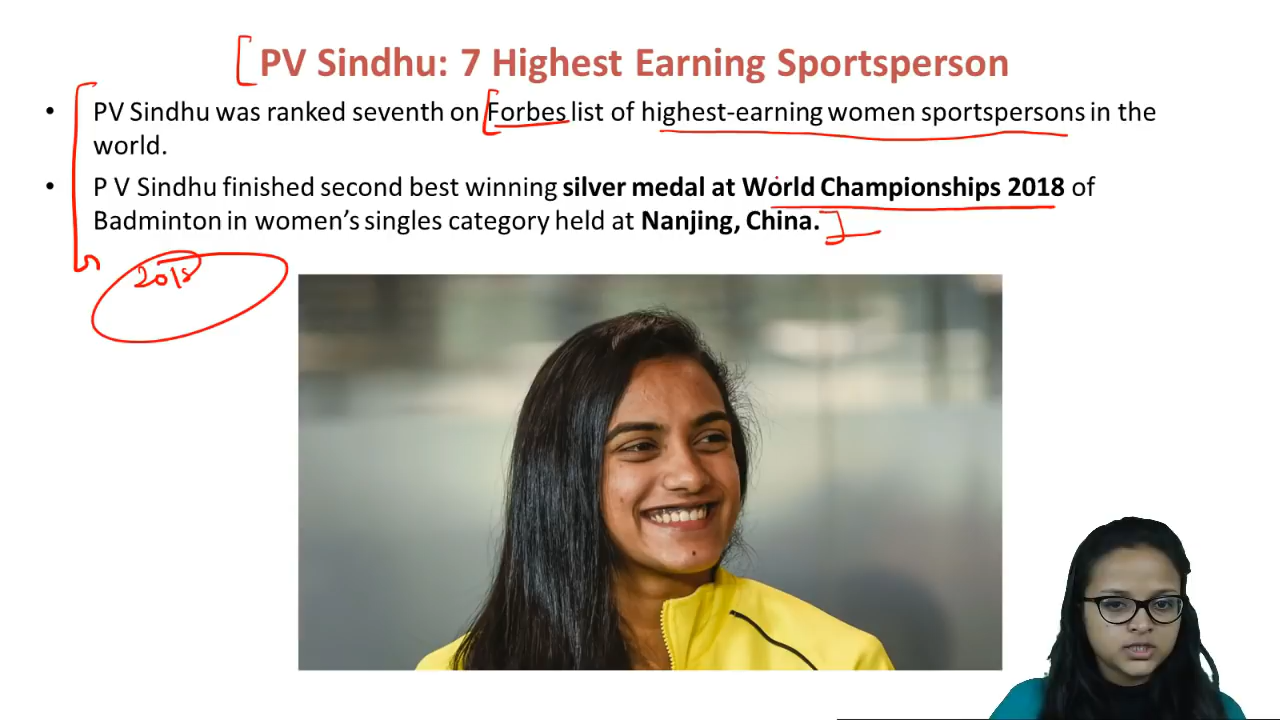 PV Sindhu: 7 Highest Earning Sportsperson
• PV Sindhu was ranked seventh on Forbes list of highest-earning women sportspersons in the
world.
• P V Sindhu finished second best winning silver medal at World Championships 2018 of
Badminton in women’s singles category held at Nanjing, China.
2018